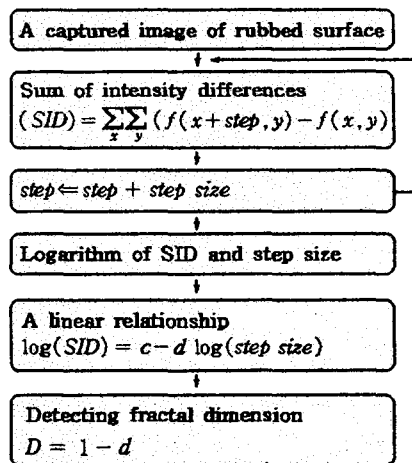 A captured image of rubbed surface
Sum of intensity differences
(SID) = ∑x ∑y (f(x+step, y) − f(x, y)
step ⇐ step + step size
Logarithm of SID and step size
A linear relationship
log(SID) = c − d log(step size)
Detecting fractal dimension
D = 1 − d